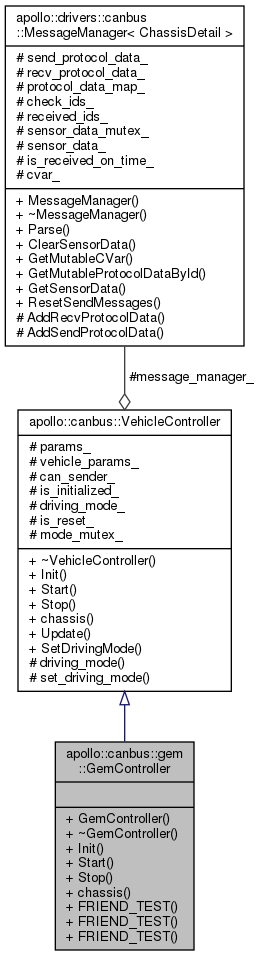 apollo::drivers::canbus
::MessageManager< ChassisDetail >
# send_protocol_data_
# recv_protocol_data_
# protocol_data_map_
# check_ids_
# received_ids_
# sensor_data_mutex_
# sensor_data_
# is_received_on_time_
# cvar_
+ MessageManager()
+ ~MessageManager()
+ Parse()
+ ClearSensorData()
+ GetMutableCVar()
+ GetMutableProtocolDataById()
+ GetSensorData()
+ ResetSendMessages()
# AddRecvProtocolData()
# AddSendProtocolData()
#message_manager_
apollo::canbus::VehicleController
# params_
# vehicle_params_
# can_sender_
# is_initialized_
# driving_mode_
# is_reset_
# mode_mutex_
+ ~VehicleController()
+ Init()
+ Start()
+ Stop()
+ chassis()
+ Update()
+ SetDrivingMode()
# driving_mode()
# set_driving_mode()
apollo::canbus::gem
::GemController
+ GemController()
+ ~GemController()
+ Init()
+ Start()
+ Stop()
+ chassis()
+ FRIEND_TEST()
+ FRIEND_TEST()
+ FRIEND_TEST()